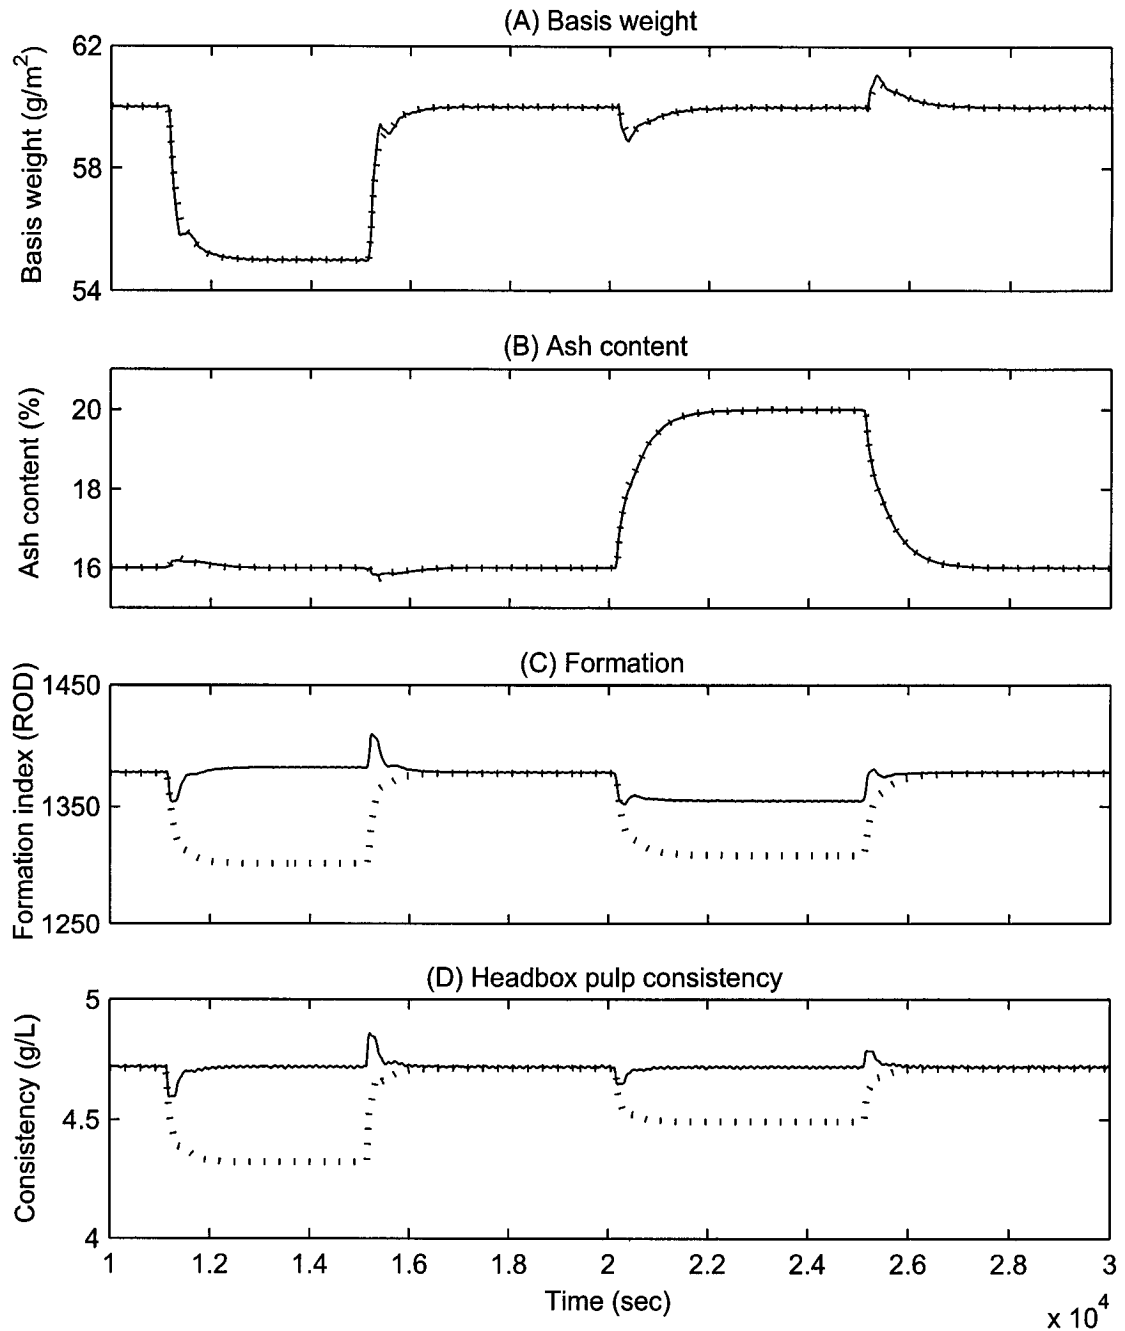 (A) Basis weight
Basis weight (g/m²)
62
58
54
(B) Ash content
Ash content (%)
20
18
16
(C) Formation
Formation index (ROD)
1450
1350
1250
(D) Headbox pulp consistency
Consistency (g/L)
5
4.5
4
1 1.2 1.4 1.6 1.8 2 2.2 2.4 2.6 2.8 3
Time (sec)
x 10⁴